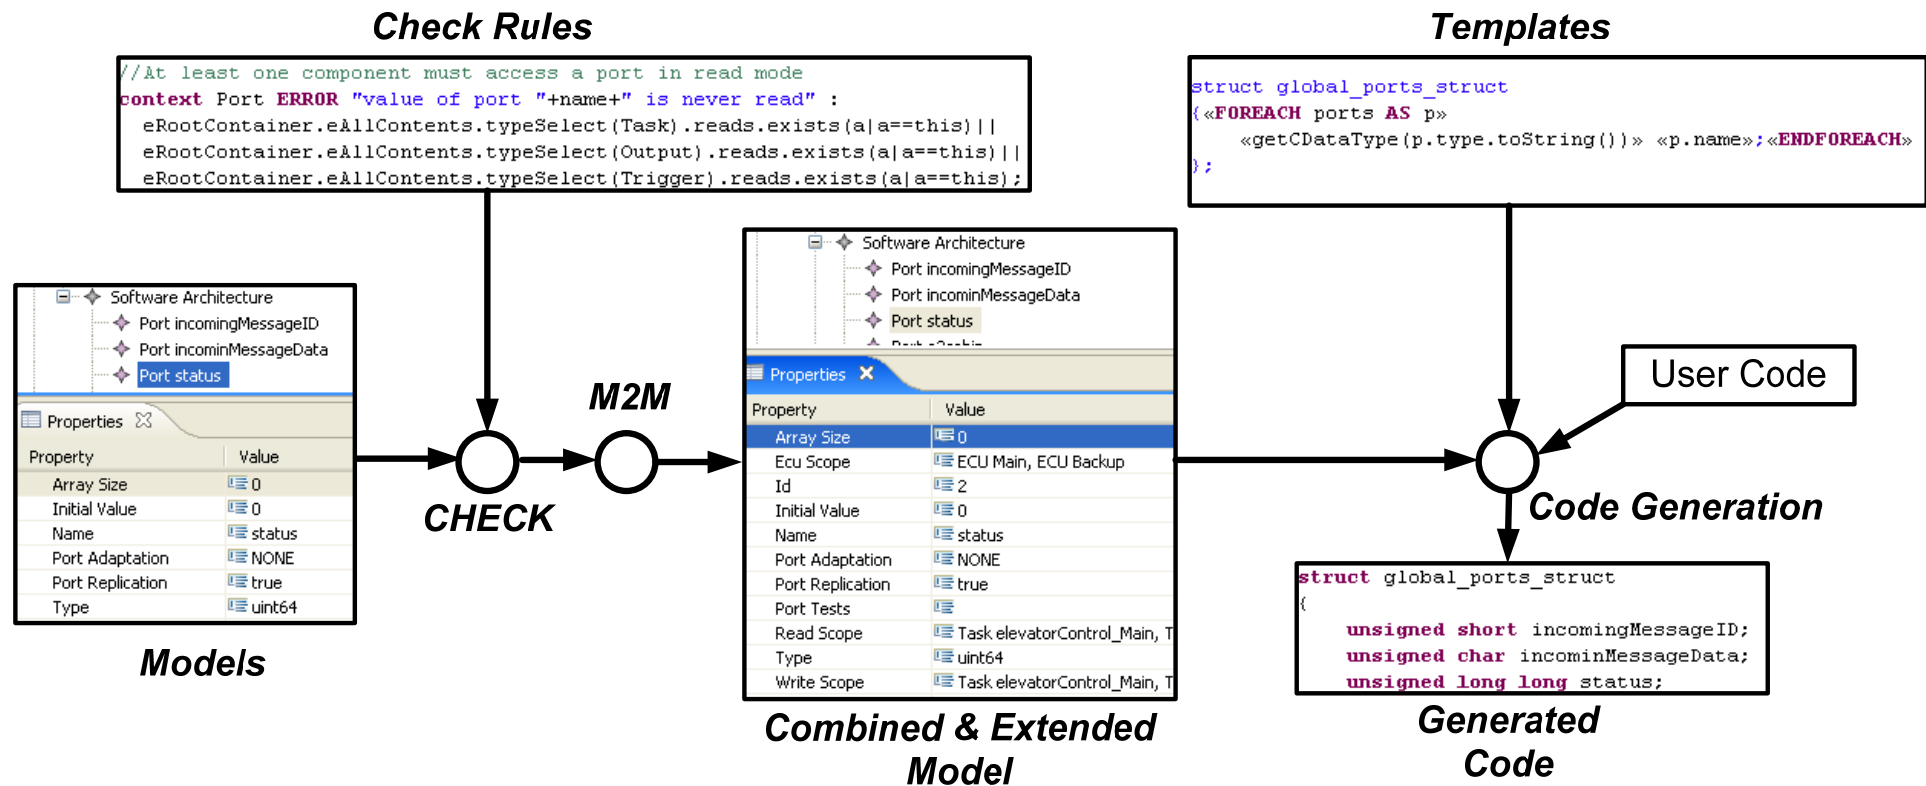 Check Rules
//At least one component must access a port in read mode
context Port ERROR "value of port "+name+" is never read" :
eRootContainer.eAllContents.typeSelect(Task).reads.exists(a|a==this)||
eRootContainer.eAllContents.typeSelect(Output).reads.exists(a|a==this)||
eRootContainer.eAllContents.typeSelect(Trigger).reads.exists(a|a==this);
Templates
struct global_ports_struct
{«FOREACH ports AS p»
«getCDataType(p.type.toString())» «p.name»;«ENDFOREACH»
};
Software Architecture
Port incomingMessageID
Port incominMessageData
Port status
Properties
Property Value
Array Size 0
Initial Value 0
Name status
Port Adaptation NONE
Port Replication true
Type uint64
Models
CHECK
M2M
Software Architecture
Port incomingMessageID
Port incominMessageData
Port status
Properties
Property Value
Array Size 0
Ecu Scope ECU Main, ECU Backup
Id 2
Initial Value 0
Name status
Port Adaptation NONE
Port Replication true
Port Tests
Read Scope Task elevatorControl_Main, T
Type uint64
Write Scope Task elevatorControl_Main, T
Combined & Extended
Model
User Code
Code Generation
struct global_ports_struct
{
unsigned short incomingMessageID;
unsigned char incominMessageData;
unsigned long long status;
Generated
Code